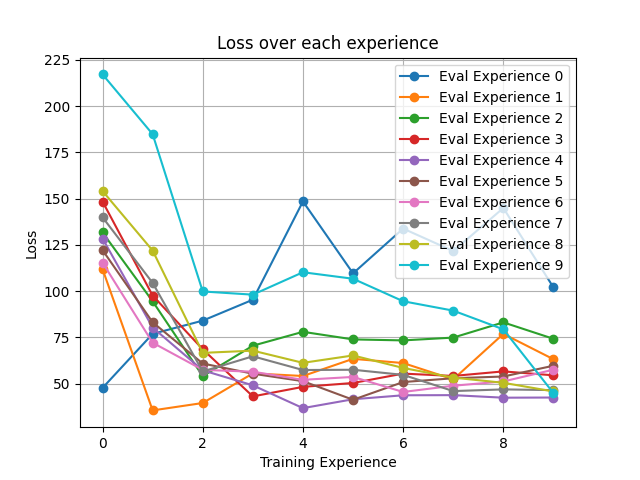 Loss over each experience
225
200
175
150
125
100
75
50
Loss
0
2
4
6
8
Training Experience
Eval Experience 0
Eval Experience 1
Eval Experience 2
Eval Experience 3
Eval Experience 4
Eval Experience 5
Eval Experience 6
Eval Experience 7
Eval Experience 8
Eval Experience 9